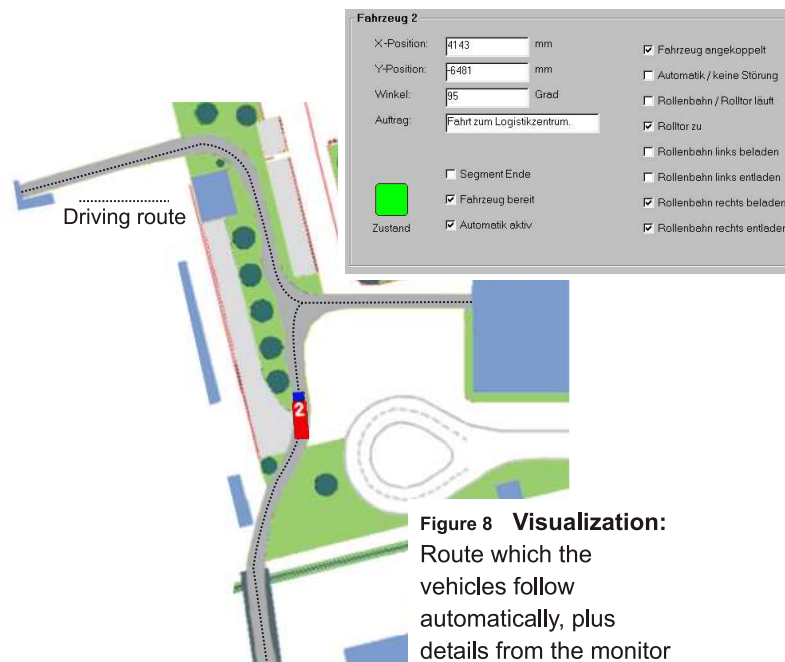 Fahrzeug 2
X-Position: 4143 mm
Y-Position: -6481 mm
Winkel: 95 Grad
Auftrag: Fahrt zum Logistikzentrum.
Segment Ende
Fahrzeug bereit
Automatik aktiv
Zustand
Fahrzeug angekoppelt
Automatik / keine Störung
Rollenbahn / Rolltor läuft
Rolltor zu
Rollenbahn links beladen
Rollenbahn links entladen
Rollenbahn rechts beladen
Rollenbahn rechts entladen
Driving route
2
Figure 8 Visualization:
Route which the
vehicles follow
automatically, plus
details from the monitor